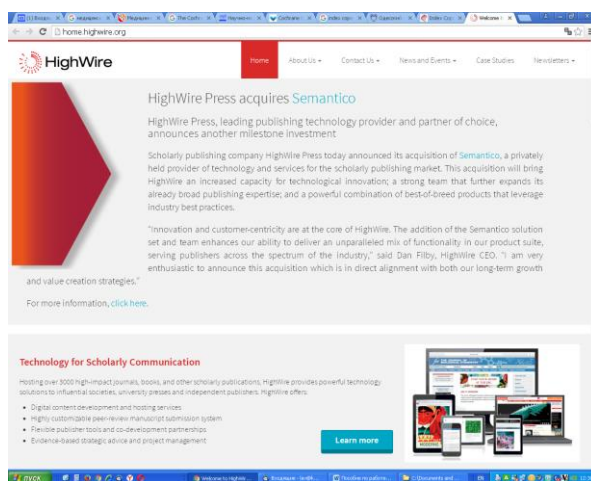 home.highwire.org
HighWire
Home About Us Contact Us News and Events Case Studies Newsletters
HighWire Press acquires Semantico
HighWire Press, leading publishing technology provider and partner of choice,
announces another milestone investment
Scholarly publishing company HighWire Press today announced its acquisition of Semantico, a privately
held provider of technology and services for the scholarly publishing market. This acquisition will bring
HighWire an increased capacity for technological innovation; a strong team that further expands its
already broad publishing expertise; and a powerful combination of best-of-breed products that leverage
industry best practices.
"Innovation and customer-centricity are at the core of HighWire. The addition of the Semantico solution
set and team enhances our ability to deliver an unparalleled mix of functionality in our product suite,
serving publishers across the spectrum of the industry," said Dan Filby, HighWire CEO. "I am very
enthusiastic to announce this acquisition which is in direct alignment with both our long-term growth
and value creation strategies."
For more information, click here.
Technology for Scholarly Communication
Hosting over 3000 high-impact journals, books, and other scholarly publications, HighWire provides powerful technology
solutions to influential societies, university presses and independent publishers. HighWire offers:
• Digital content development and hosting services
• Highly customizable peer-review manuscript submission system
• Flexible publisher tools and co-development partnerships
• Evidence-based strategic advice and project management
Learn more
пуск